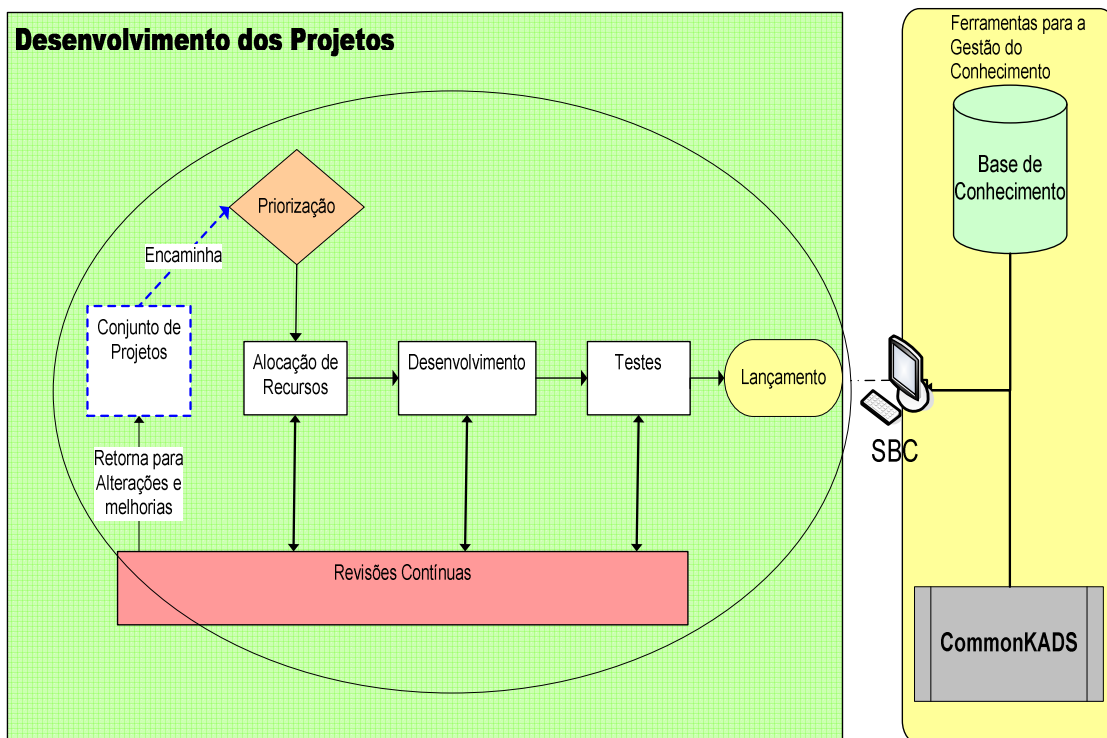 Desenvolvimento dos Projetos
Ferramentas para a
Gestão do
Conhecimento
Base de
Conhecimento
Priorização
Encaminha
Conjunto de
Projetos
Alocação de
Recursos
Desenvolvimento
Testes
Lançamento
SBC
Retorna para
Alterações e
melhorias
Revisões Contínuas
CommonKADS